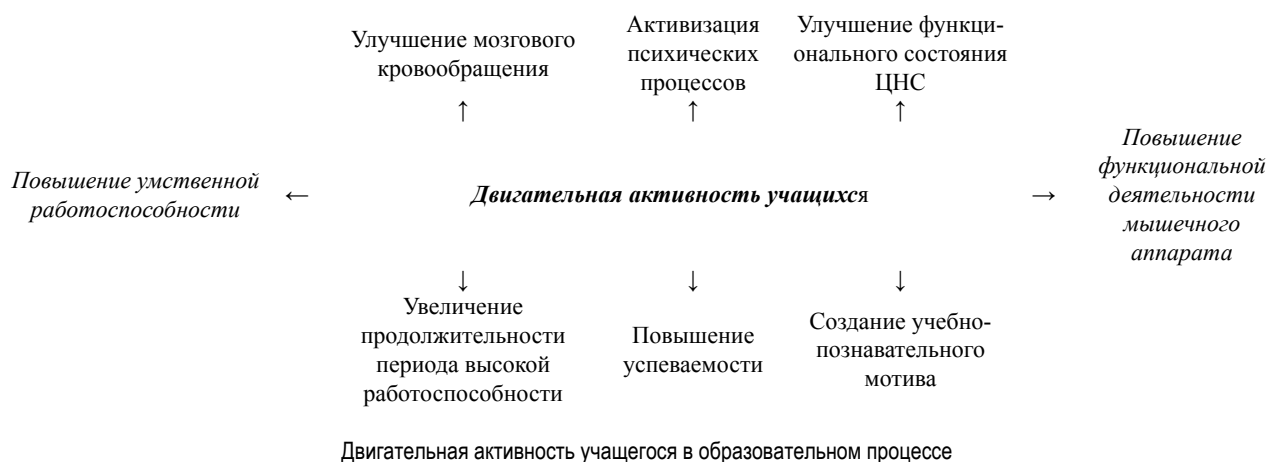 Улучшение мозгового
кровообращения
Активизация
психических
процессов
Улучшение функци-
онального состояния
ЦНС
↑ ↑ ↑
Повышение умственной
работоспособности
←
Двигательная активность учащихся
→
Повышение
функциональной
деятельности
мышечного
аппарата
↓ ↓ ↓
Увеличение
продолжительности
периода высокой
работоспособности
Повышение
успеваемости
Создание учебно-
познавательного
мотива
Двигательная активность учащегося в образовательном процессе